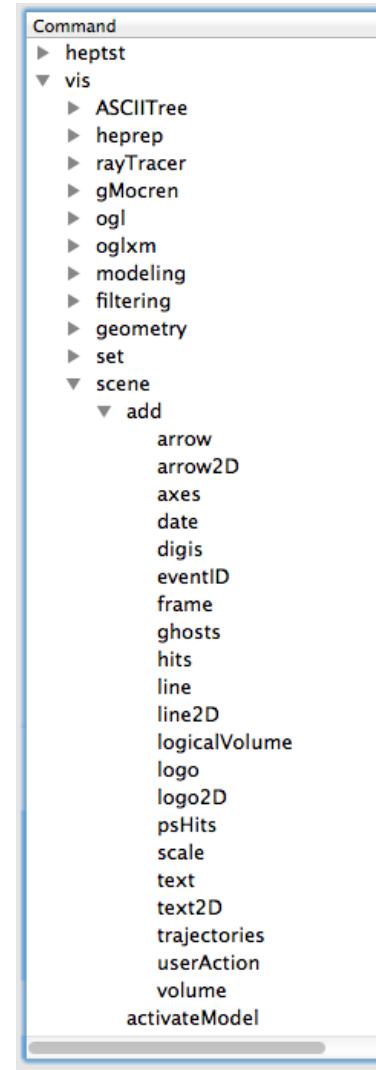 Command
heptst
vis
ASCIITree
heprep
rayTracer
gMocren
ogl
oglxm
modeling
filtering
geometry
set
scene
add
arrow
arrow2D
axes
date
digis
eventID
frame
ghosts
hits
line
line2D
logicalVolume
logo
logo2D
psHits
scale
text
text2D
trajectories
userAction
volume
activateModel